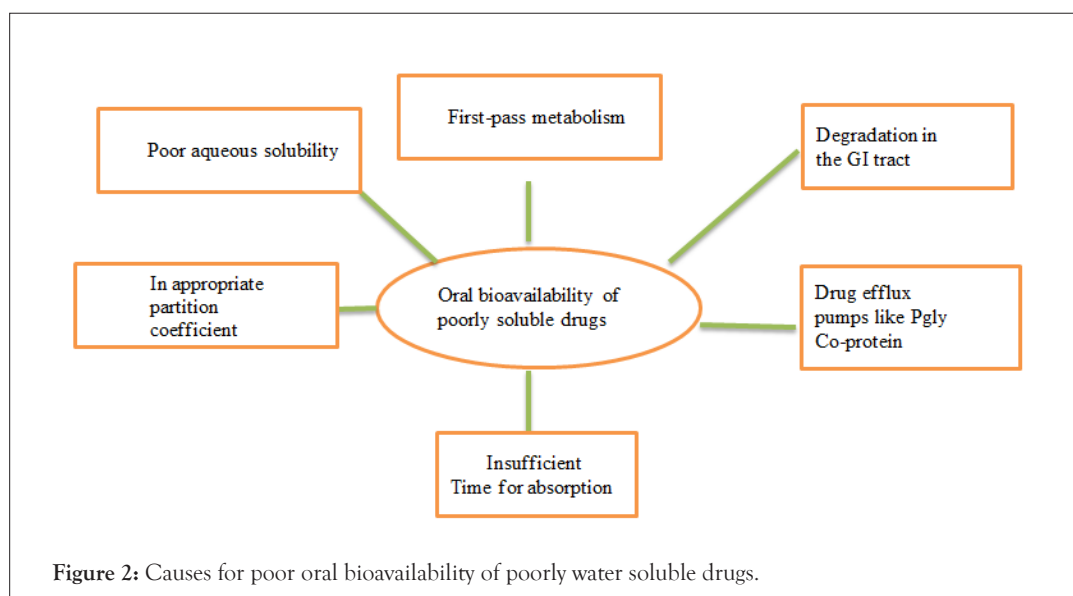 First-pass metabolism
Poor aqueous solubility
Degradation in
the GI tract
In appropriate
partition
coefficient
Oral bioavailability of
poorly soluble drugs
Drug efflux
pumps like Pgly
Co-protein
Insufficient
Time for absorption
Figure 2: Causes for poor oral bioavailability of poorly water soluble drugs.